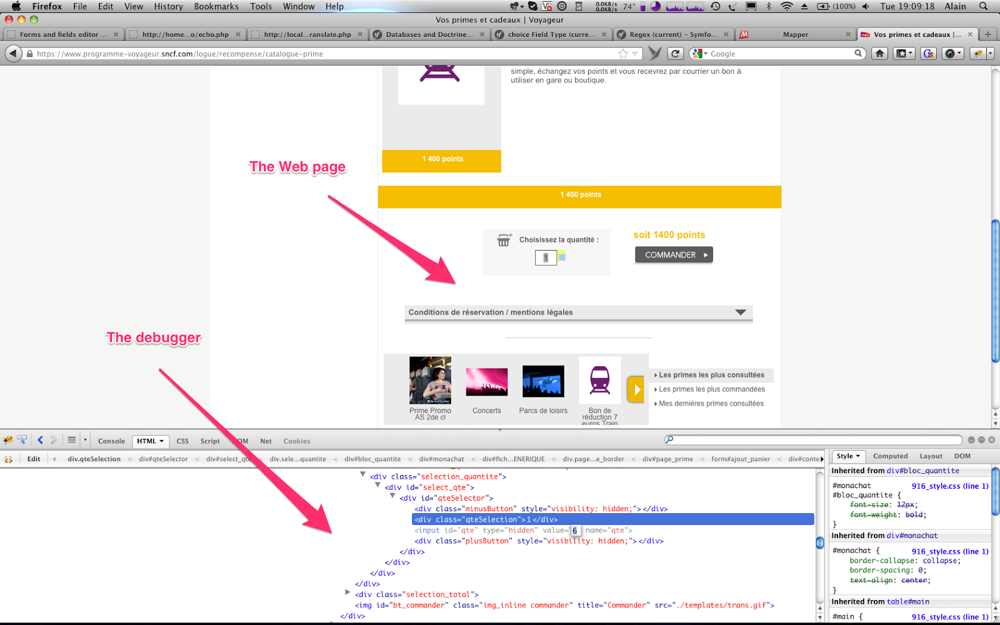 Firefox File Edit View History Bookmarks Tools Window Help 0.0KB/s 0.0KB/s 74° (100%) Tue 19:09:18 Alain
Vos primes et cadeaux | Voyageur
Forms and fields editor ... × http://home...o/echo.php × http://local...ranslate.php × Databases and Doctrine... × choice Field Type (curre... × Regex (current) – Symfo... × Mapper × Vos primes et cadeaux |... ×
https://www.programme-voyageur.sncf.com/logue/recompense/catalogue-prime Google
simple, échangez vos points et vous recevrez par courrier un bon à
utiliser en gare ou boutique.
1 400 points
The Web page
1 400 points
Choisissez la quantité :
1
soit 1400 points
COMMANDER
Conditions de réservation / mentions légales
The debugger
Prime Promo
AS 2de cl
Concerts
Parcs de loisirs
Bon de
réduction 7
euros Train
Les primes les plus consultées
Les primes les plus commandées
Mes dernières primes consultées
Console HTML CSS Script DOM Net Cookies
Edit div.qteSelection < div#qteSelector < div#select_qte < div.sele...quantite < div#bloc_quantite < div#monachat < div#fich...ENERIQUE < div.page...e_border < div#page_prime < form#ajout_panier < div#conte
<div class="selection_quantite">
<div id="select_qte">
<div id="qteSelector">
<div class="minusButton" style="visibility: hidden;"></div>
<div class="qteSelection">1</div>
<input id="qte" type="hidden" value="6 name="qte">
<div class="plusButton" style="visibility: hidden;"></div>
</div>
</div>
</div>
</div>
<div class="selection_total">
<img id="bt_commander" class="img_inline commander" title="Commander" src="./templates/trans.gif">
</div>
Style Computed Layout DOM
Inherited from div#bloc_quantite
#monachat 916_style.css (line 1)
#bloc_quantite {
font-size: 12px;
font-weight: bold;
}
Inherited from div#monachat
#monachat { 916_style.css (line 1)
border-collapse: collapse;
border-spacing: 0;
text-align: center;
}
Inherited from table#main
#main { 916_style.css (line 1)